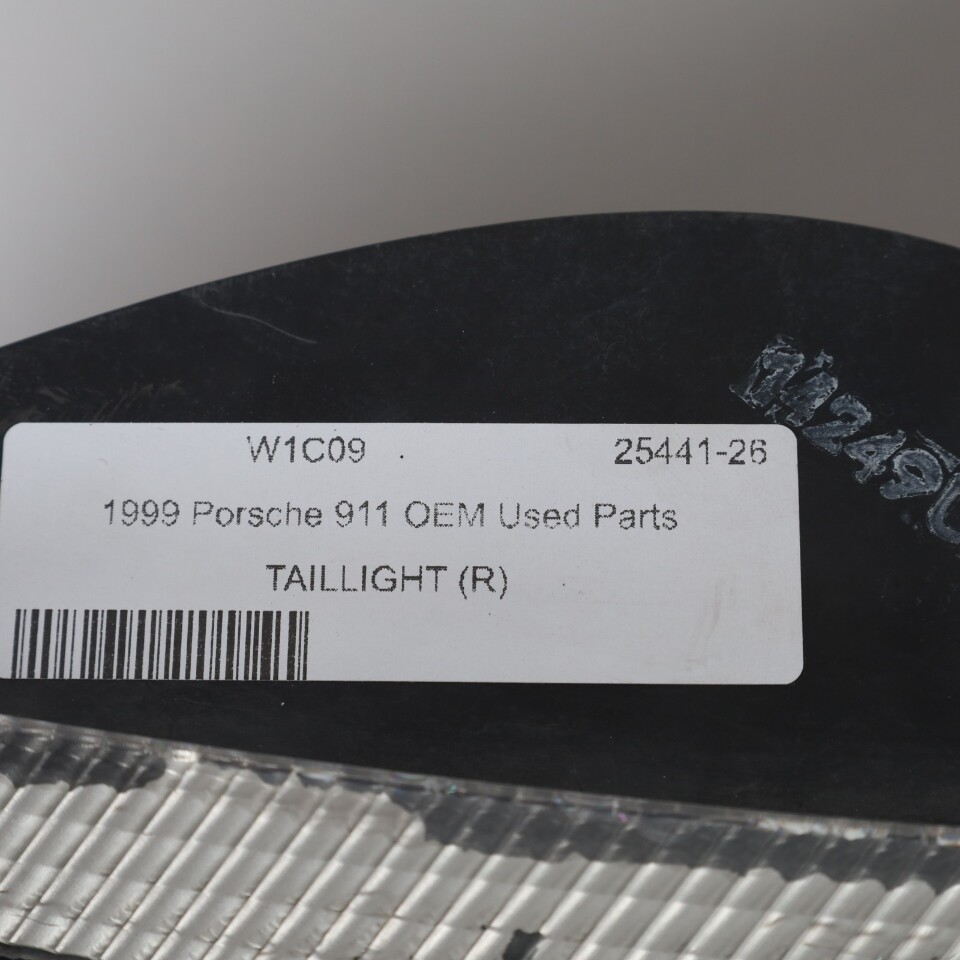 W1C09 25441-26
1999 Porsche 911 OEM Used Parts
TAILLIGHT (R)